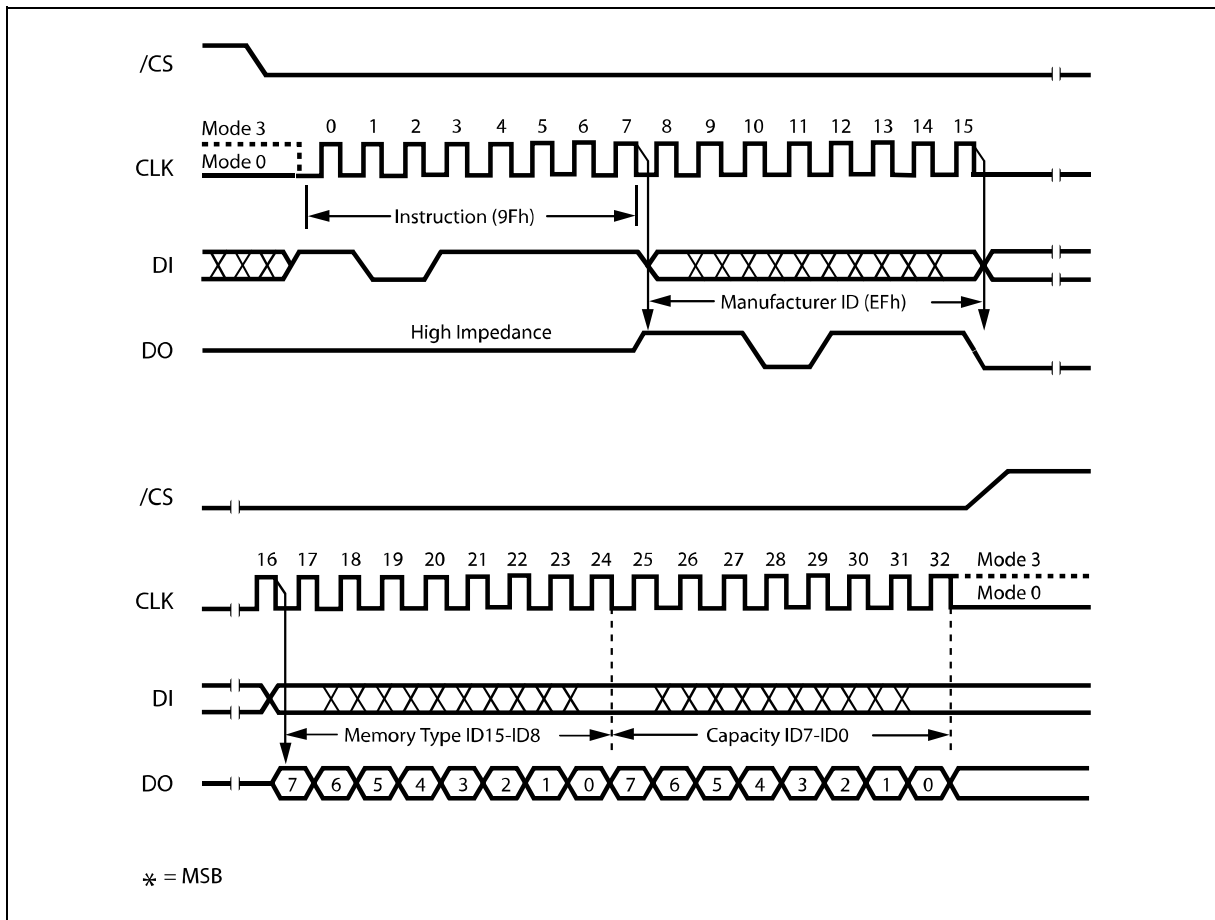 /CS
Mode 3
0 1 2 3 4 5 6 7 8 9 10 11 12 13 14 15
Mode 0
CLK
Instruction (9Fh)
DI
Manufacturer ID (EFh)
High Impedance
DO
/CS
16 17 18 19 20 21 22 23 24 25 26 27 28 29 30 31 32
Mode 3
CLK
Mode 0
DI
Memory Type ID15-ID8
Capacity ID7-ID0
DO
7 6 5 4 3 2 1 0 7 6 5 4 3 2 1 0
* = MSB